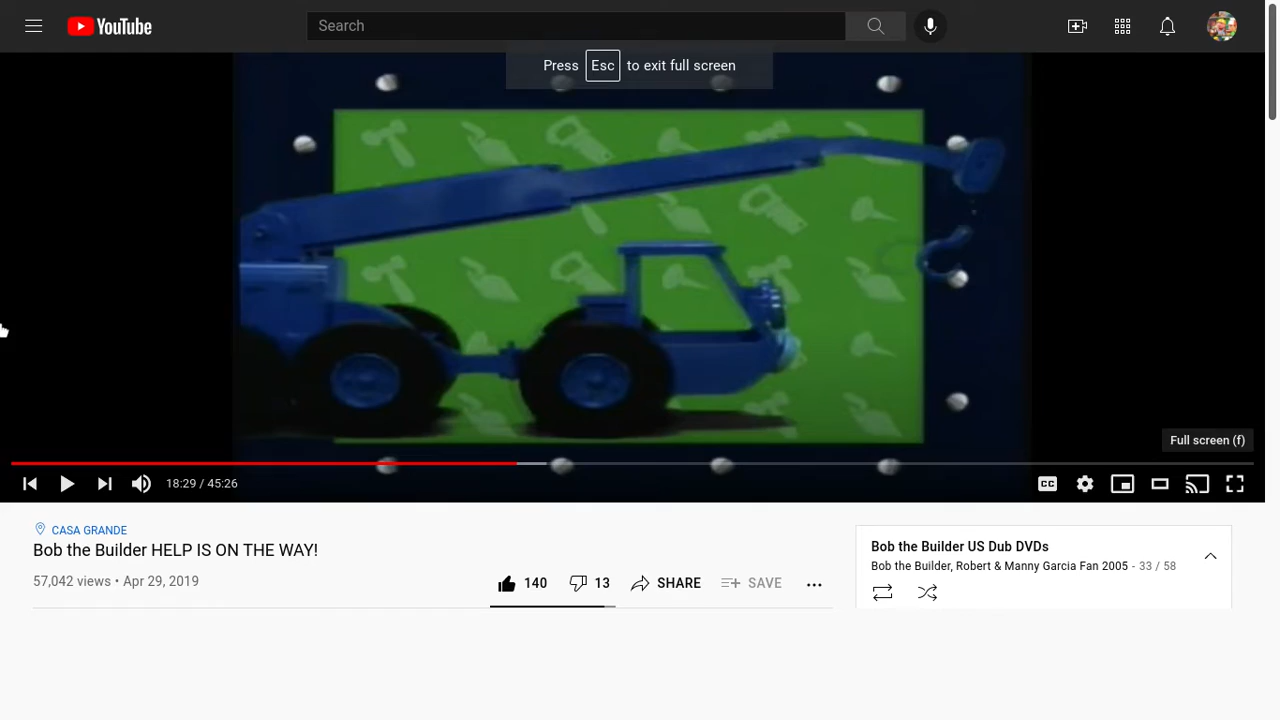 YouTube
Search
Press Esc to exit full screen
Full screen (f)
18:29 / 45:26
CC
CASA GRANDE
Bob the Builder HELP IS ON THE WAY!
57,042 views • Apr 29, 2019
140
13
SHARE
SAVE
Bob the Builder US Dub DVDs
Bob the Builder, Robert & Manny Garcia Fan 2005 - 33 / 58